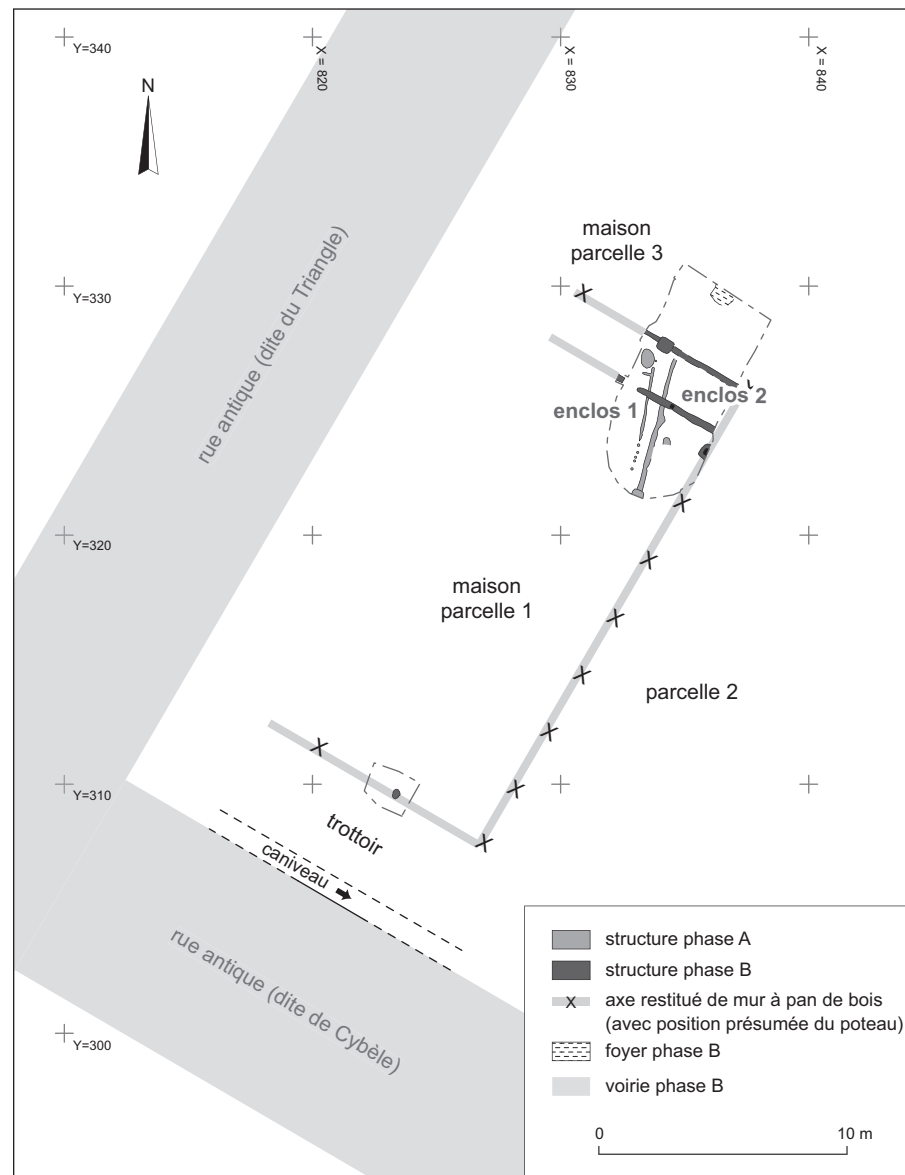 Y=340
X = 820
X = 830
X = 840
N
rue antique (dite du Triangle)
maison
parcelle 3
Y=330
enclos 1
enclos 2
Y=320
maison
parcelle 1
parcelle 2
Y=310
trottoir
caniveau
rue antique (dite de Cybèle)
Y=300
structure phase A
structure phase B
X axe restitué de mur à pan de bois
(avec position présumée du poteau)
foyer phase B
voirie phase B
0 10 m